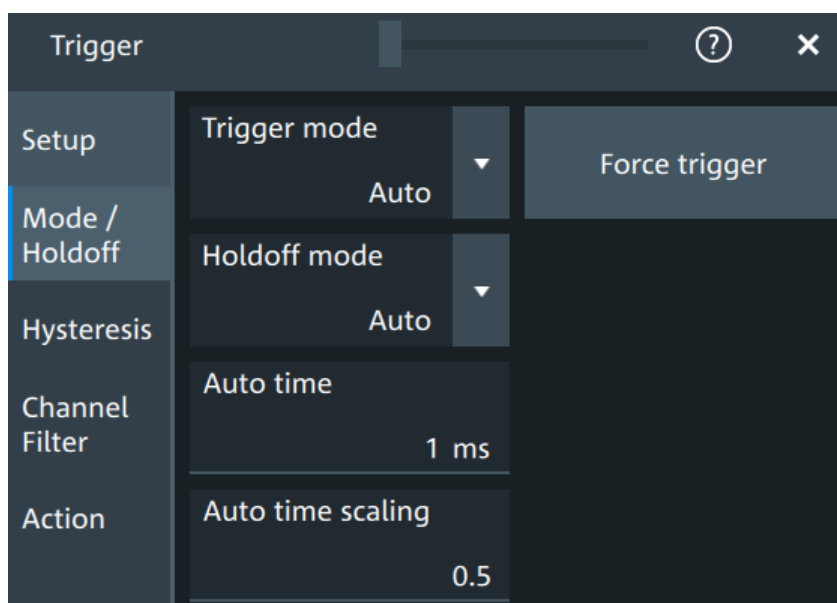 Trigger
?
×
Setup
Mode /
Holdoff
Hysteresis
Channel
Filter
Action
Trigger mode
Auto
Holdoff mode
Auto
Auto time
1 ms
Auto time scaling
0.5
Force trigger